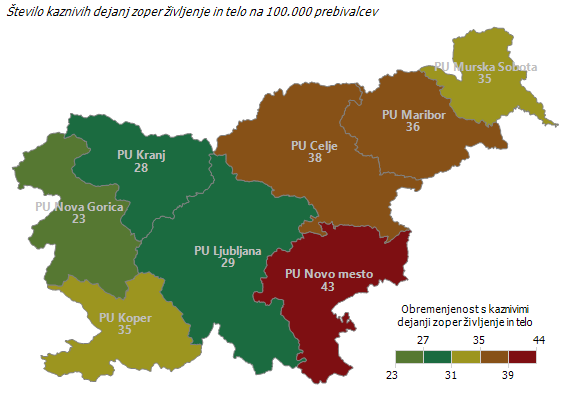 Število kaznivih dejanj zoper življenje in telo na 100.000 prebivalcev
PU Murska Sobota
35
PU Maribor
36
PU Celje
38
PU Kranj
28
PU Nova Gorica
23
PU Ljubljana
29
PU Novo mesto
43
PU Koper
35
Obremenjenost s kaznivimi
dejanji zoper življenje in telo
27 35 44
23 31 39